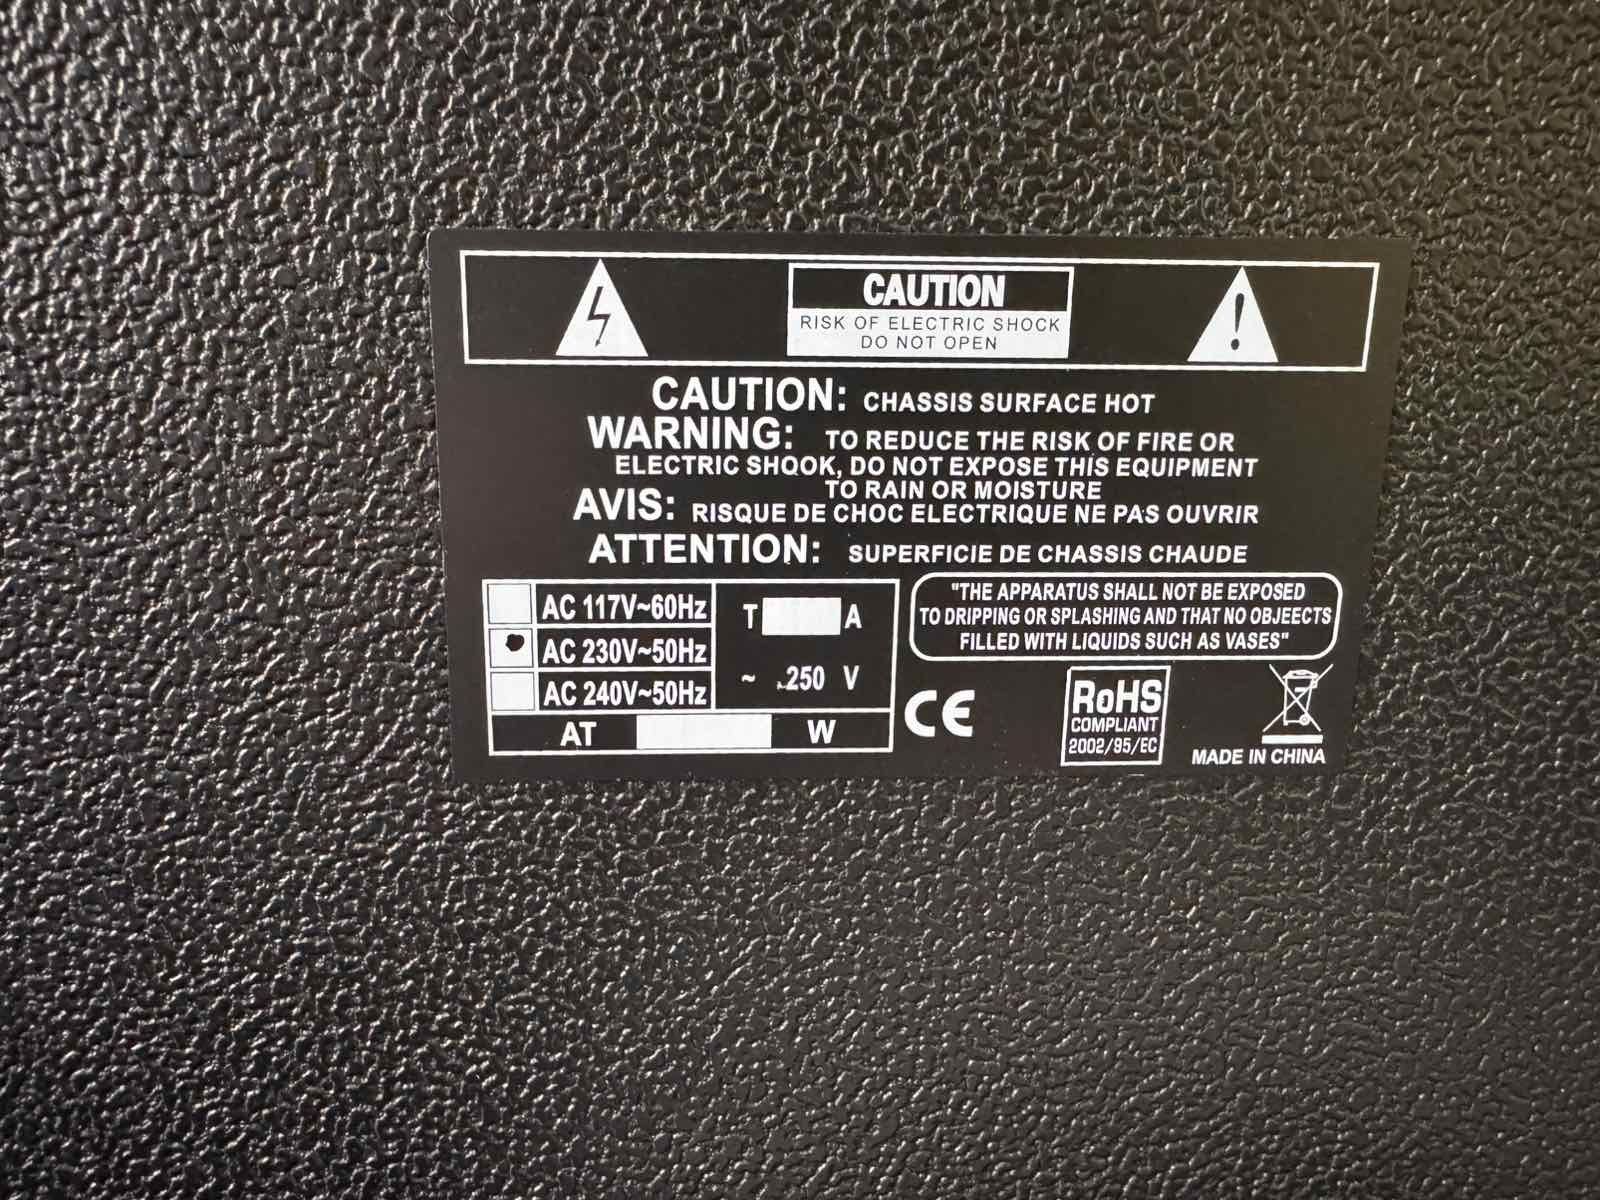 CAUTION
RISK OF ELECTRIC SHOCK
DO NOT OPEN
CAUTION: CHASSIS SURFACE HOT
WARNING: TO REDUCE THE RISK OF FIRE OR
ELECTRIC SHOOK, DO NOT EXPOSE THIS EQUIPMENT
TO RAIN OR MOISTURE
AVIS: RISQUE DE CHOC ELECTRIQUE NE PAS OUVRIR
ATTENTION: SUPERFICIE DE CHASSIS CHAUDE
AC 117V~60Hz
AC 230V~50Hz
AC 240V~50Hz
T A
~ 250 V
AT W
"THE APPARATUS SHALL NOT BE EXPOSED
TO DRIPPING OR SPLASHING AND THAT NO OBJEECTS
FILLED WITH LIQUIDS SUCH AS VASES"
CE
RoHS
COMPLIANT
2002/95/EC
MADE IN CHINA